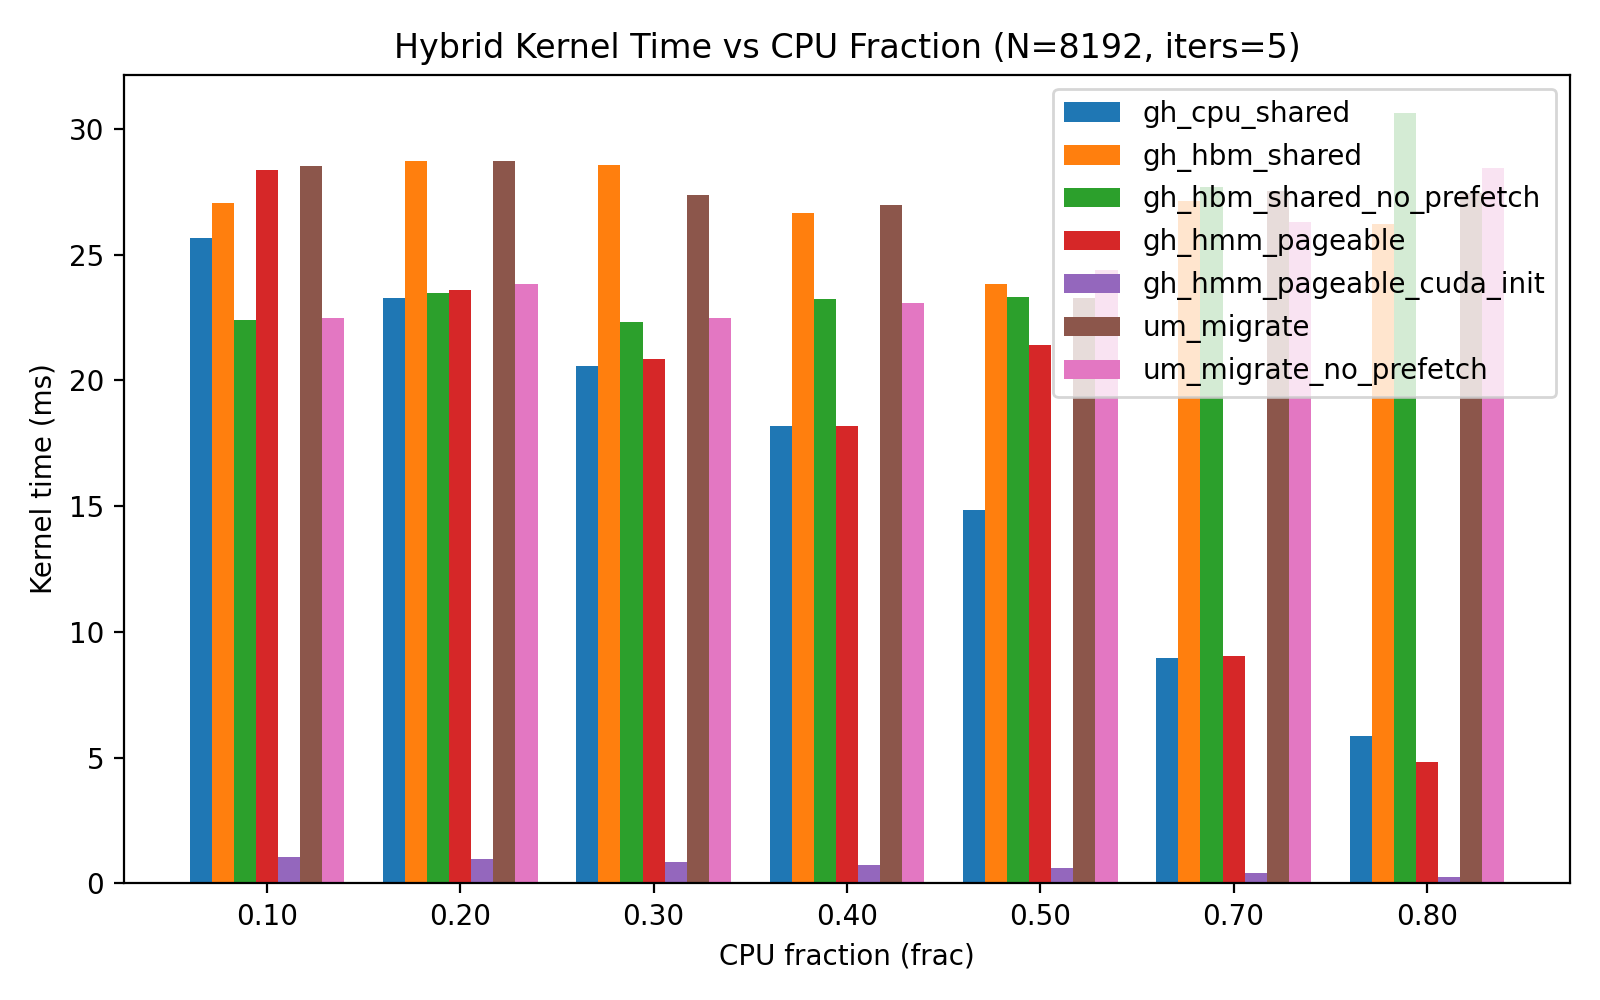 Hybrid Kernel Time vs CPU Fraction (N=8192, iters=5)
gh_cpu_shared
gh_hbm_shared
gh_hbm_shared_no_prefetch
gh_hmm_pageable
gh_hmm_pageable_cuda_init
um_migrate
um_migrate_no_prefetch
Kernel time (ms)
30
25
20
15
10
5
0
0.10 0.20 0.30 0.40 0.50 0.70 0.80
CPU fraction (frac)